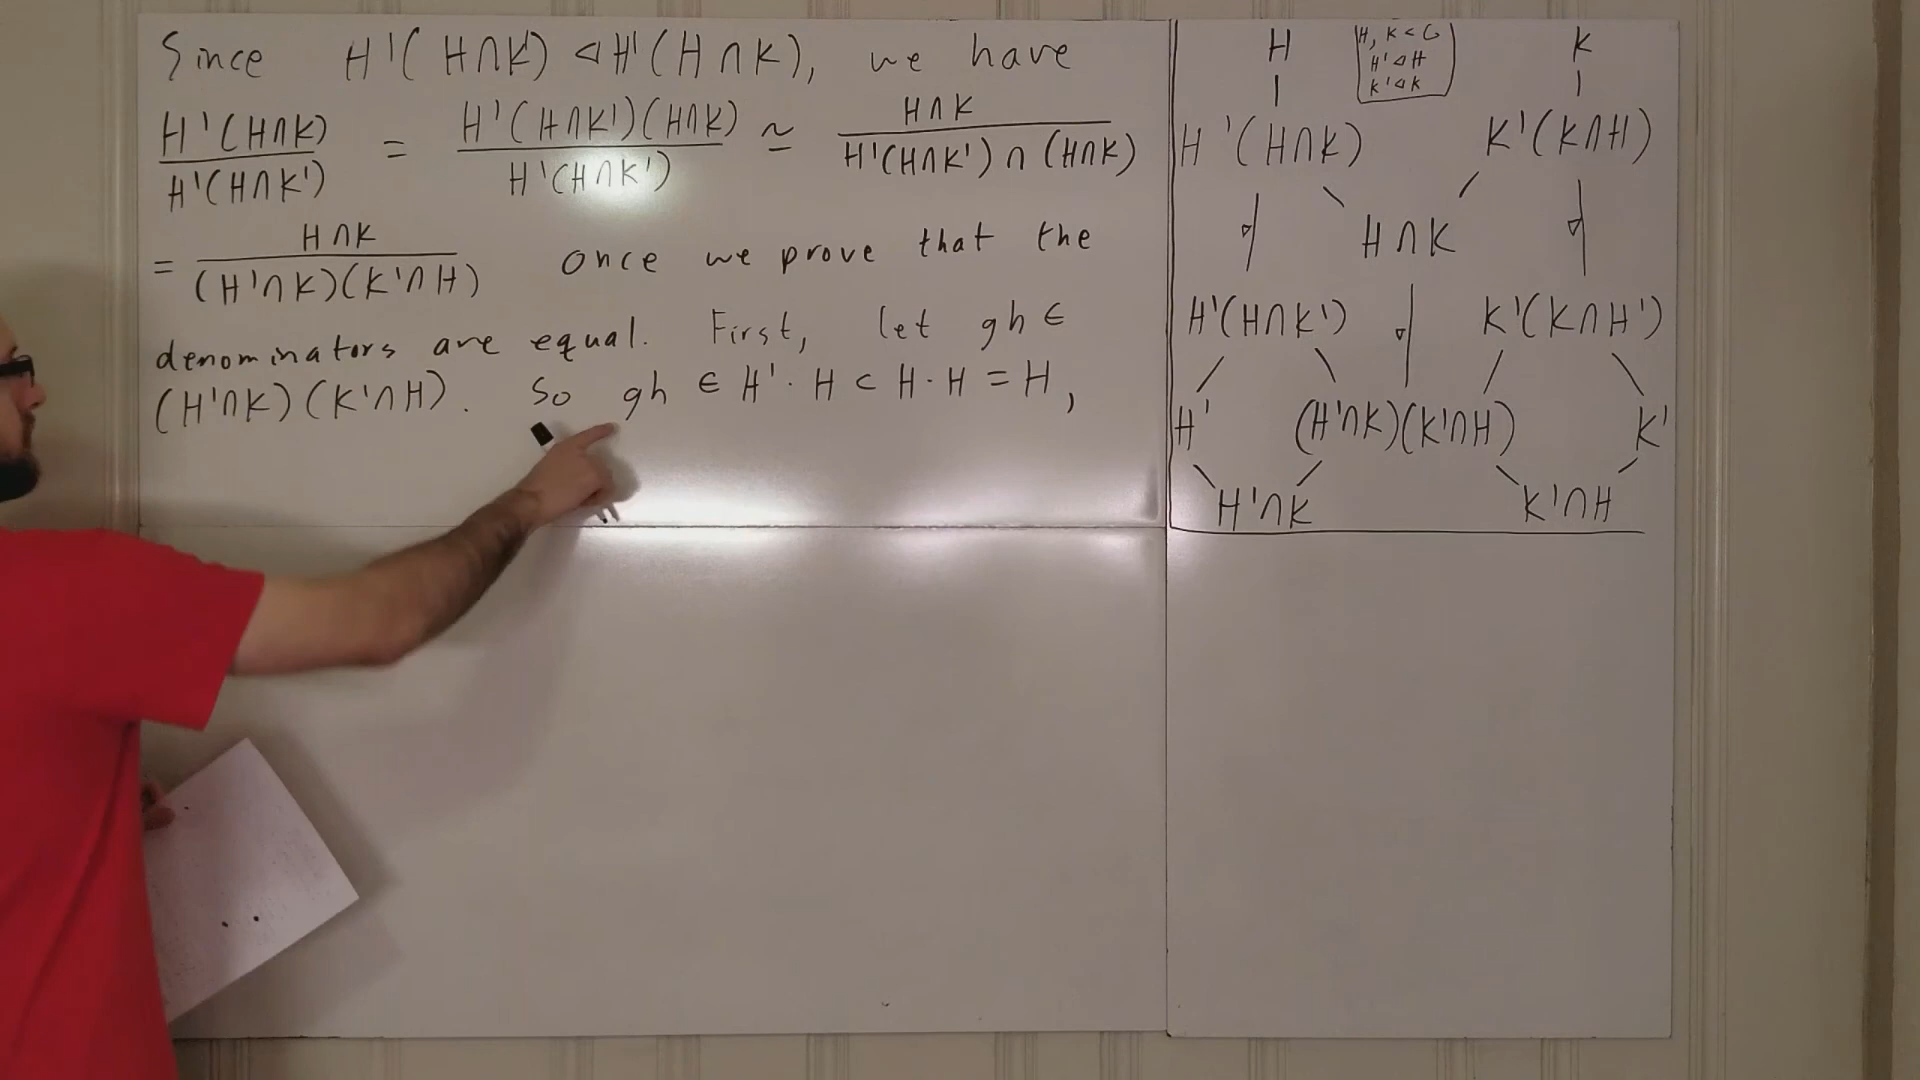 Since H'(H∩K') ⊲ H'(H∩K), we have
H'(H∩K) / H'(H∩K') = H'(H∩K')(H∩K) / H'(H∩K') ≃ H∩K / H'(H∩K')∩(H∩K)
= H∩K / (H'∩K)(K'∩H) once we prove that the
denominators are equal. First, let gh ∈
(H'∩K)(K'∩H). So gh ∈ H'·H ⊂ H·H = H,
H
H, K < G
H' ⊲ H
K' ⊲ K
K
H'(H∩K) K'(K∩H)
H∩K
H'(H∩K') K'(K∩H')
H' (H'∩K)(K'∩H) K'
H'∩K K'∩H